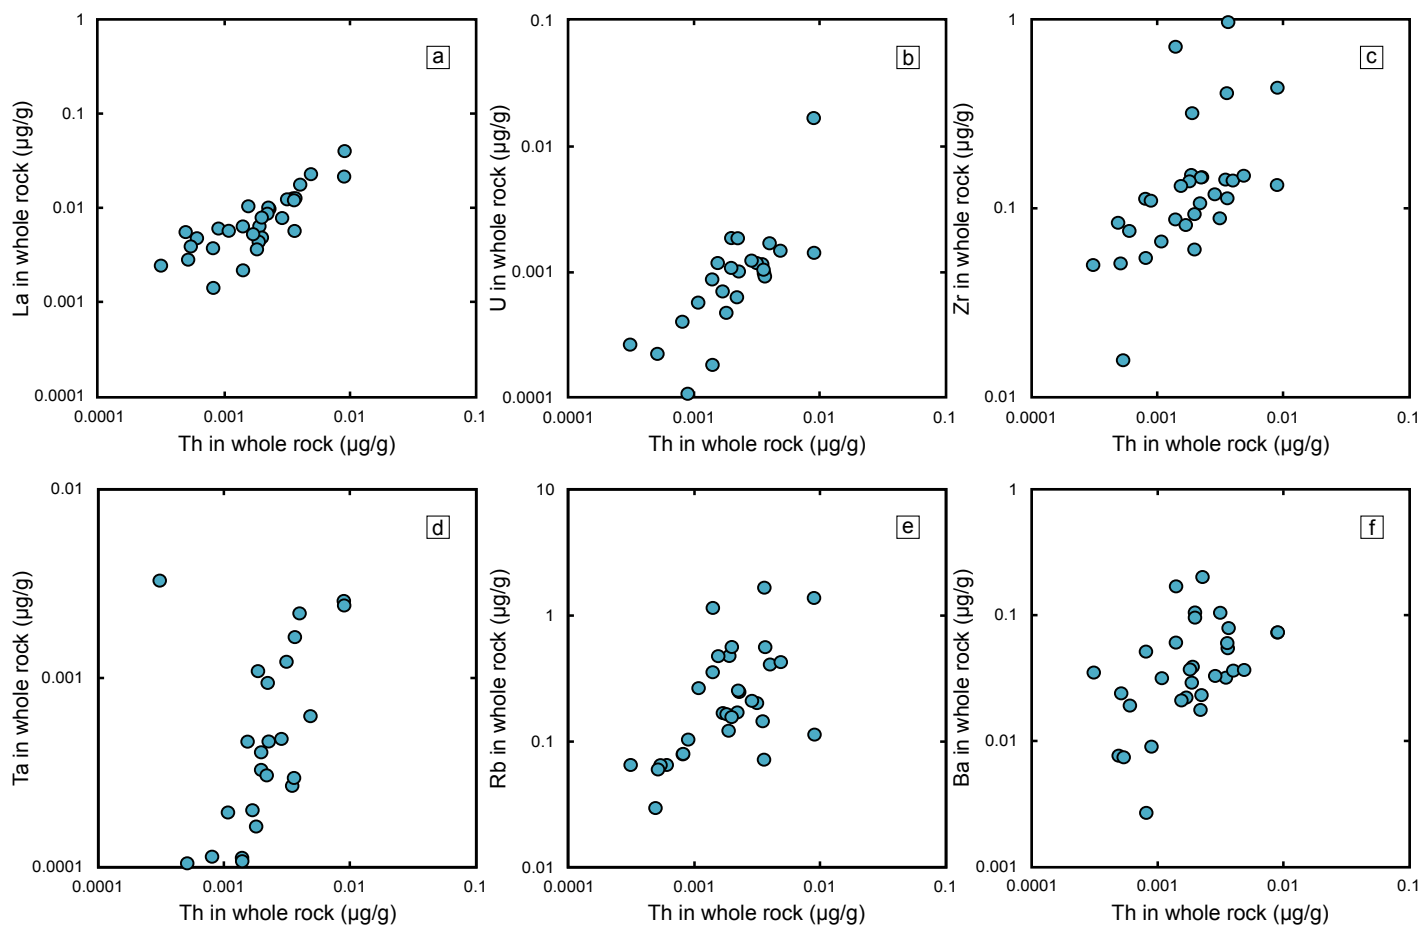 1
0.1
0.01
0.001
0.0001
La in whole rock (µg/g)
a
0.0001
0.001
0.01
0.1
Th in whole rock (µg/g)
0.1
0.01
0.001
0.0001
U in whole rock (µg/g)
b
0.0001
0.001
0.01
0.1
Th in whole rock (µg/g)
1
0.1
0.01
Zr in whole rock (µg/g)
c
0.0001
0.001
0.01
0.1
Th in whole rock (µg/g)
0.01
0.001
0.0001
Ta in whole rock (µg/g)
d
0.0001
0.001
0.01
0.1
Th in whole rock (µg/g)
10
1
0.1
0.01
Rb in whole rock (µg/g)
e
0.0001
0.001
0.01
0.1
Th in whole rock (µg/g)
1
0.1
0.01
0.001
Ba in whole rock (µg/g)
f
0.0001
0.001
0.01
0.1
Th in whole rock (µg/g)